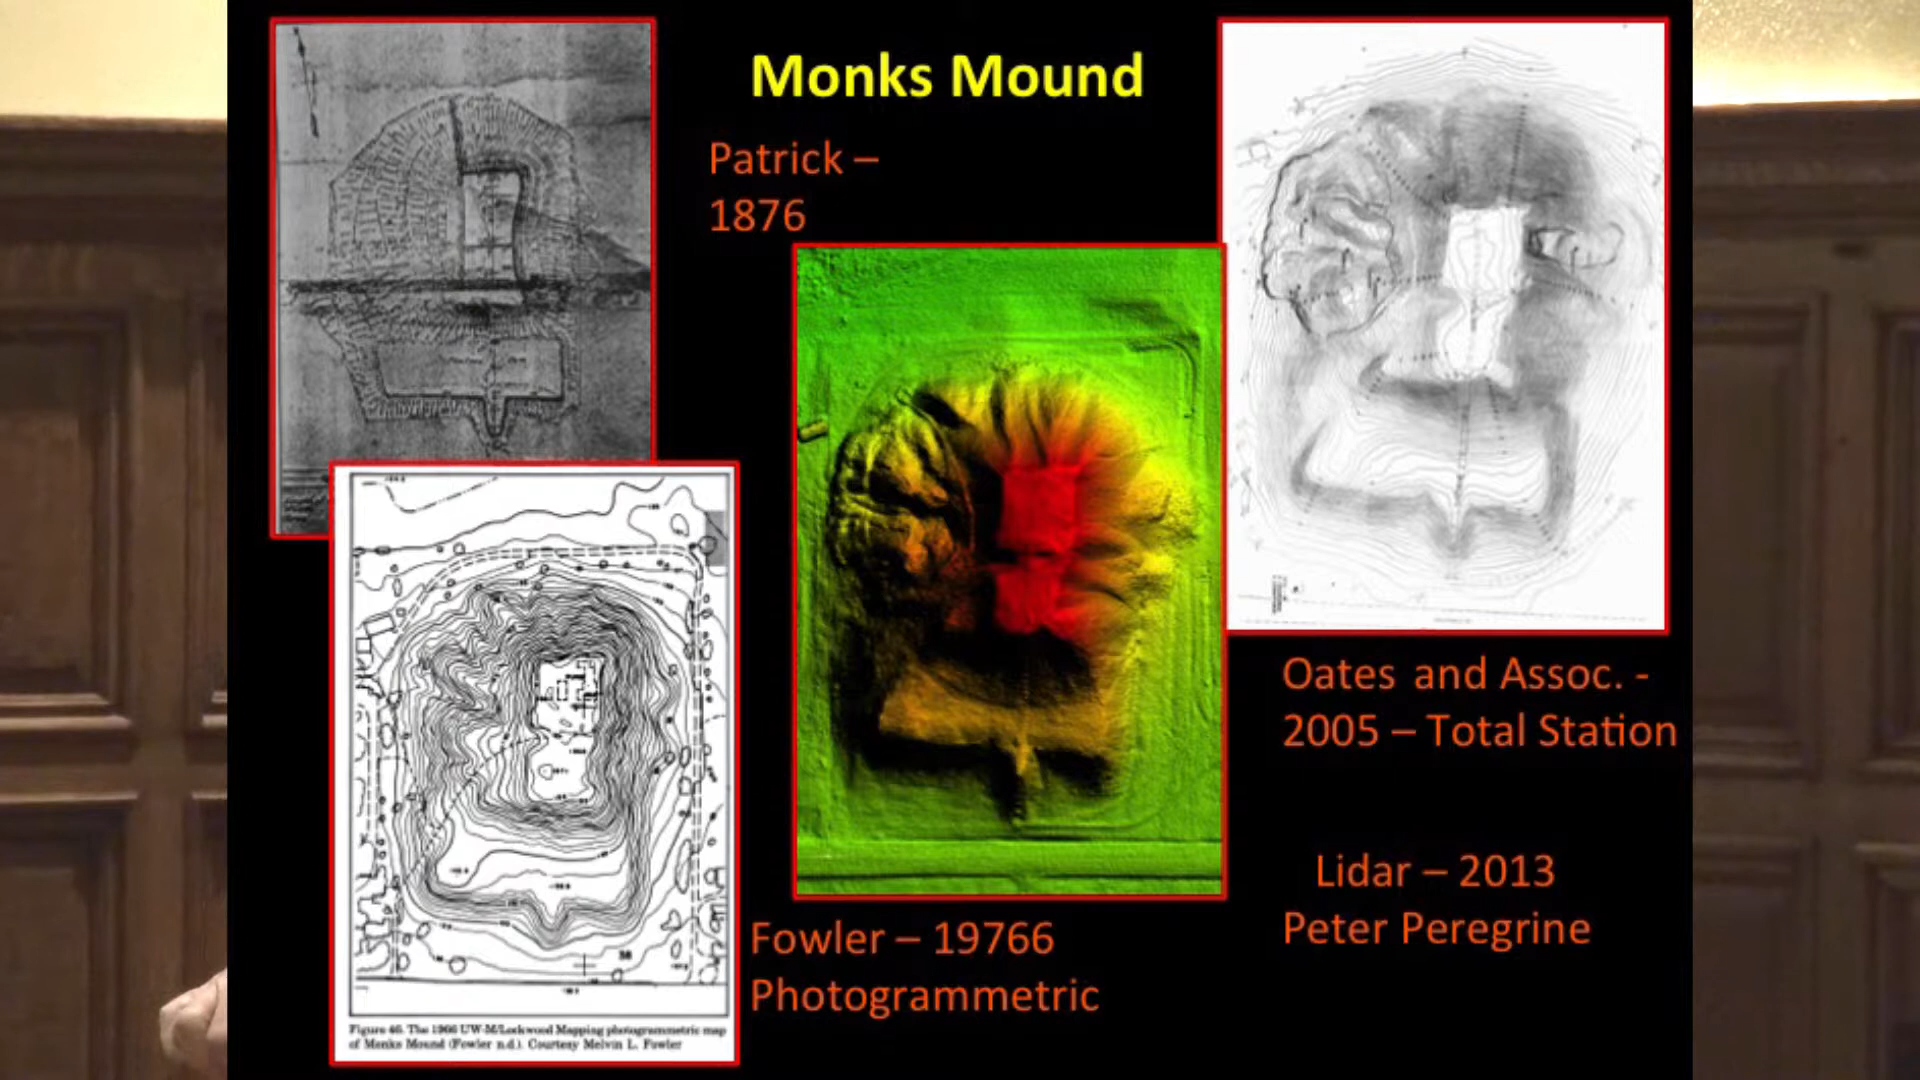 Monks Mound
Patrick –
1876
Oates and Assoc. -
2005 – Total Station
Lidar – 2013
Peter Peregrine
Fowler – 19766
Photogrammetric
Figure 46. The 1966 UW-M/Lockwood Mapping photogrammetric map
of Monks Mound (Fowler n.d.). Courtesy Melvin L. Fowler